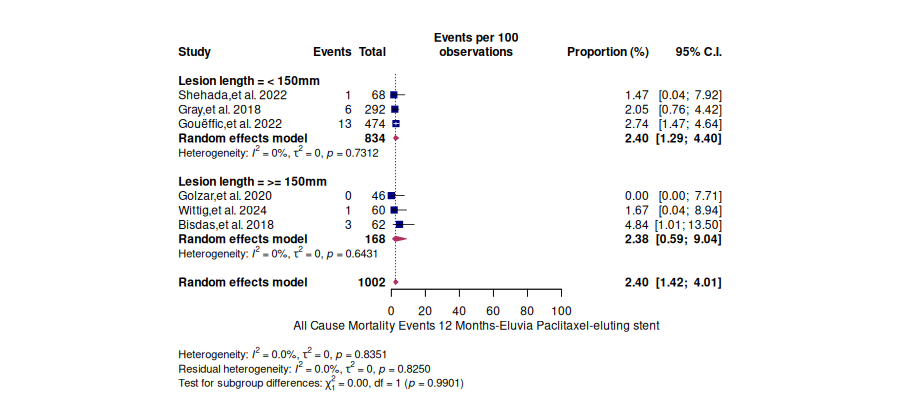 Events per 100
Study Events Total observations Proportion (%) 95% C.I.
Lesion length = < 150mm
Shehada,et al. 2022 1 68 1.47 [0.04; 7.92]
Gray,et al. 2018 6 292 2.05 [0.76; 4.42]
Gouëffic,et al. 2022 13 474 2.74 [1.47; 4.64]
Random effects model 834 2.40 [1.29; 4.40]
Heterogeneity: I² = 0%, τ² = 0, p = 0.7312
Lesion length = >= 150mm
Golzar,et al. 2020 0 46 0.00 [0.00; 7.71]
Wittig,et al. 2024 1 60 1.67 [0.04; 8.94]
Bisdas,et al. 2018 3 62 4.84 [1.01; 13.50]
Random effects model 168 2.38 [0.59; 9.04]
Heterogeneity: I² = 0%, τ² = 0, p = 0.6431
Random effects model 1002 2.40 [1.42; 4.01]
0 20 40 60 80 100
All Cause Mortality Events 12 Months-Eluvia Paclitaxel-eluting stent
Heterogeneity: I² = 0.0%, τ² = 0, p = 0.8351
Residual heterogeneity: I² = 0.0%, τ² = 0, p = 0.8250
Test for subgroup differences: χ²₁ = 0.00, df = 1 (p = 0.9901)